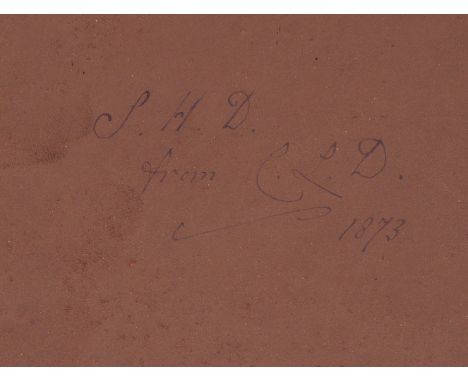 S. H. D.
from C. L. D.
1873